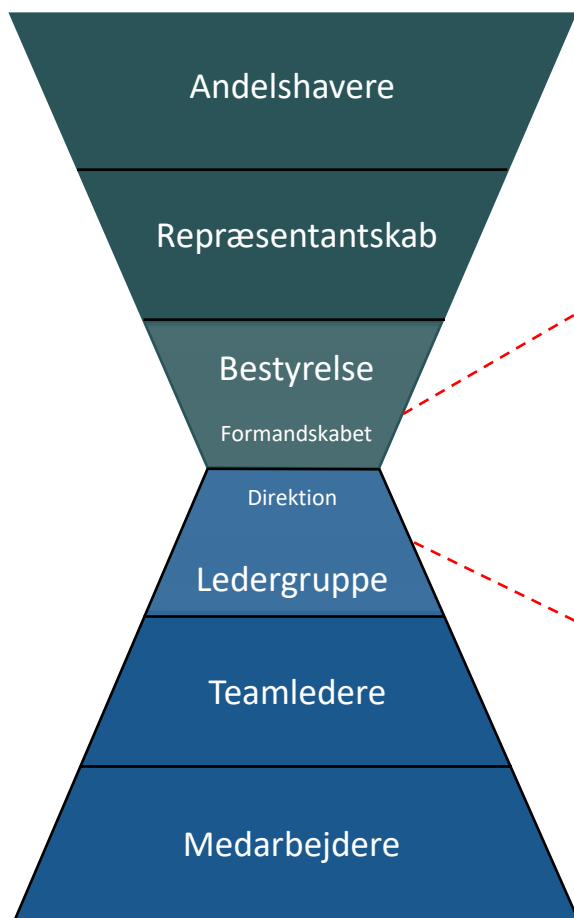 Andelshavere
Repræsentantskab
Bestyrelse
Formandskabet
Direktion
Ledergruppe
Teamledere
Medarbejdere